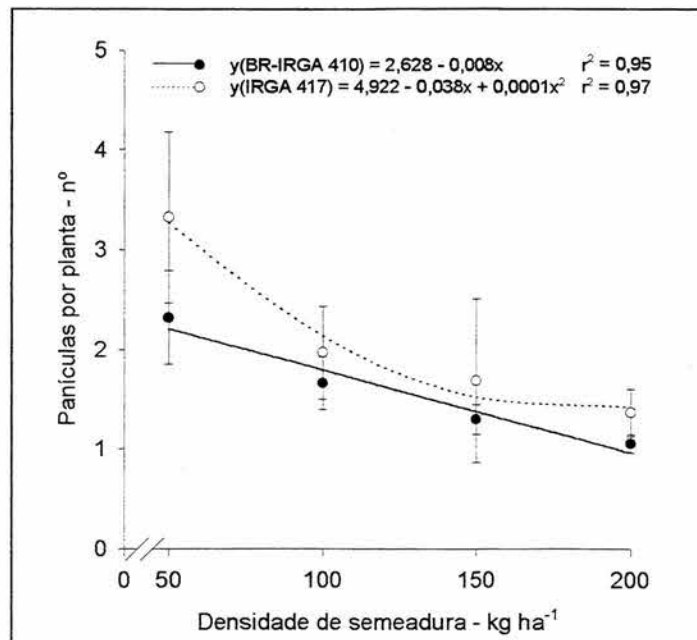 5
y(BR-IRGA 410) = 2,628 - 0,008x r² = 0,95
y(IRGA 417) = 4,922 - 0,038x + 0,0001x² r² = 0,97
4
3
2
1
0
Panículas por planta - nº
0 50 100 150 200
Densidade de semeadura - kg ha⁻¹